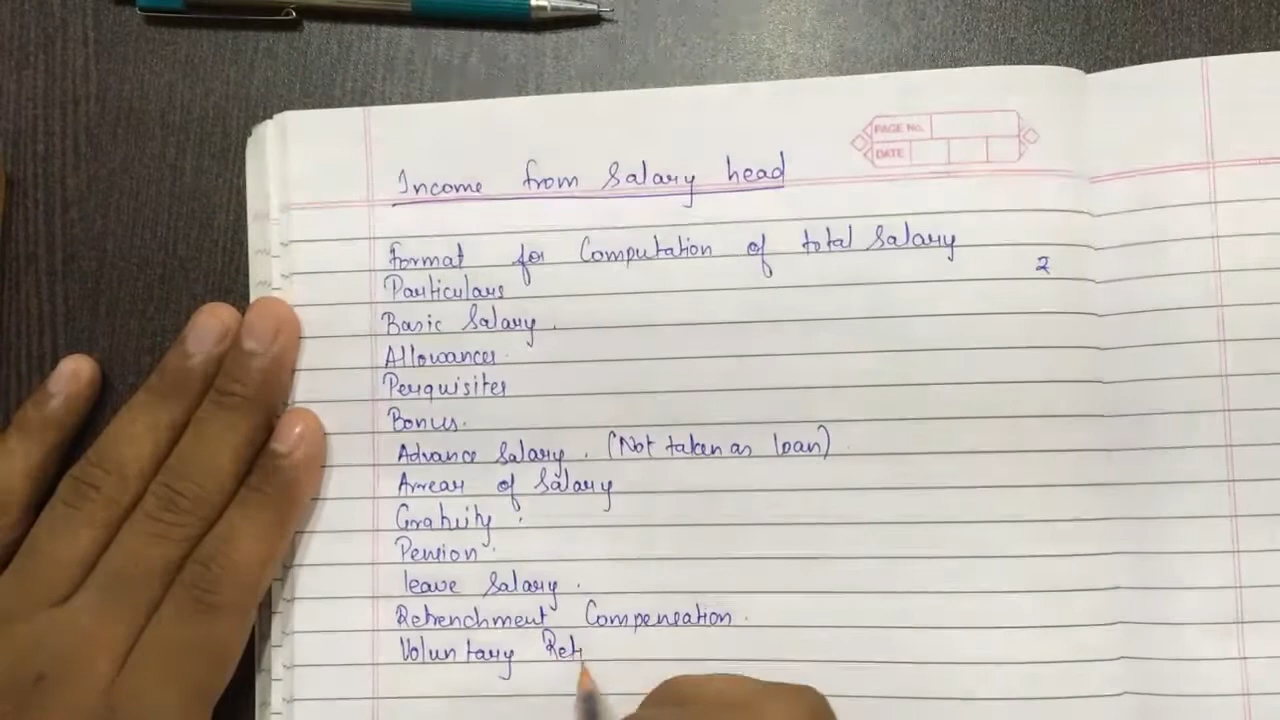 PAGE No.
DATE
Income from Salary head
Format for Computation of total Salary
Particulars ₹
Basic Salary.
Allowances.
Perquisites
Bonus.
Advance Salary. (Not taken as loan)
Arrear of Salary
Gratuity.
Pension.
leave Salary.
Retrenchment Compensation.
Voluntary Reti